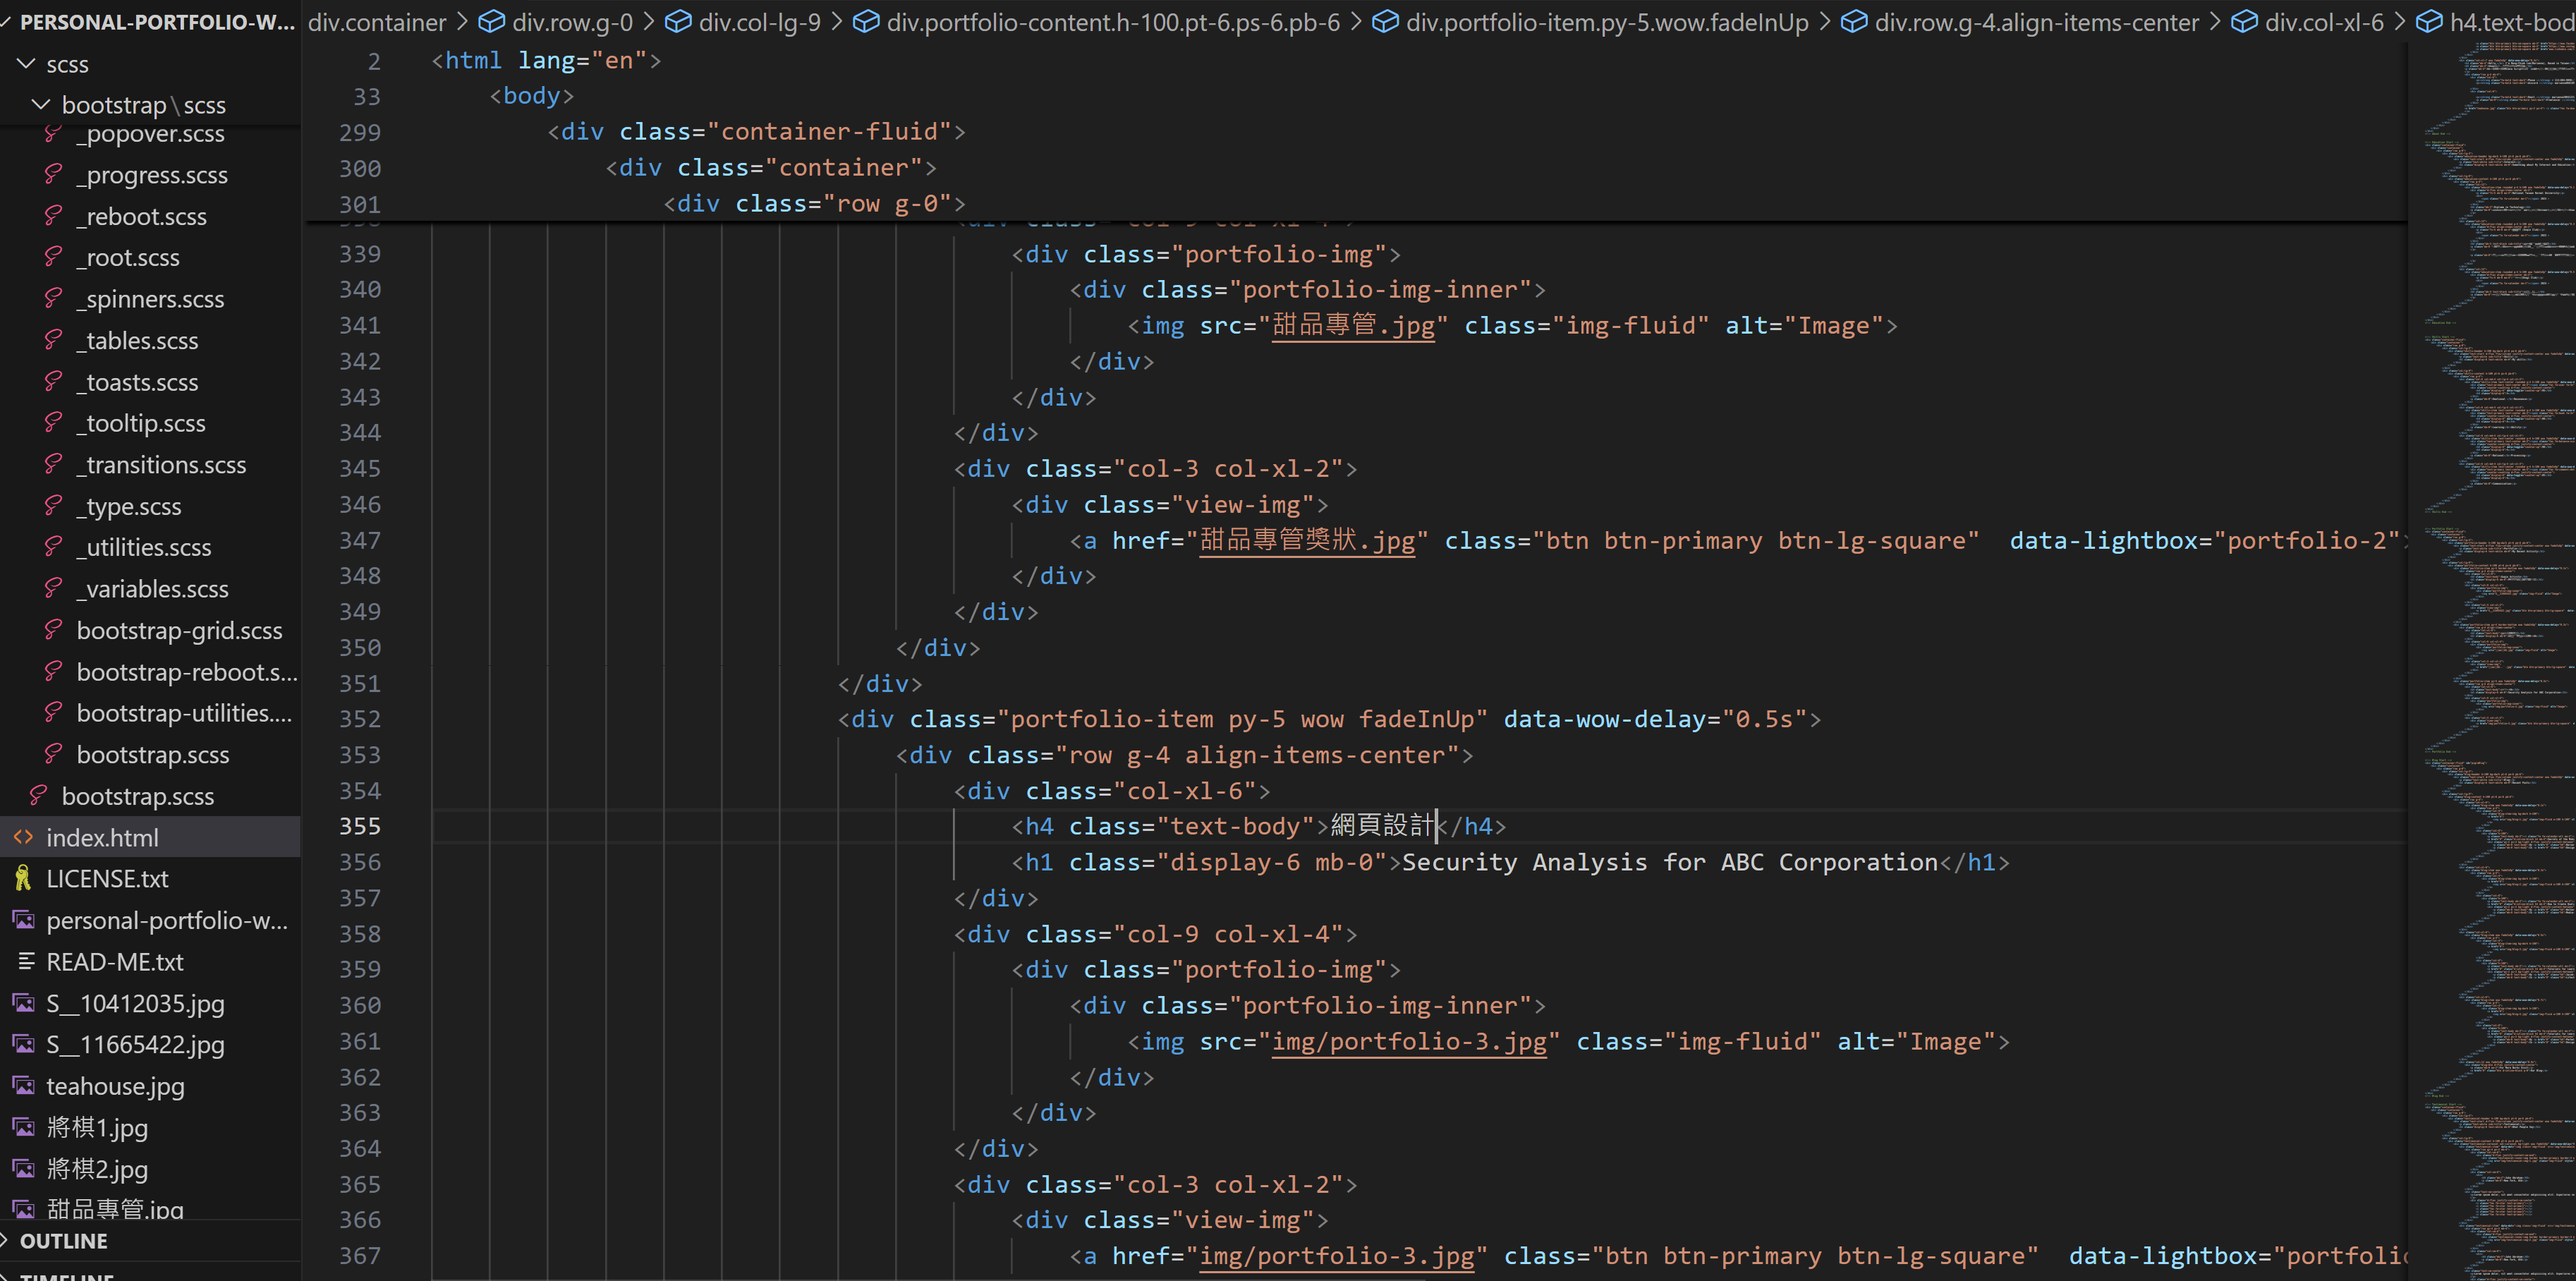 PERSONAL-PORTFOLIO-W...
scss
bootstrap\scss
_popover.scss
_progress.scss
_reboot.scss
_root.scss
_spinners.scss
_tables.scss
_toasts.scss
_tooltip.scss
_transitions.scss
_type.scss
_utilities.scss
_variables.scss
bootstrap-grid.scss
bootstrap-reboot.s...
bootstrap-utilities....
bootstrap.scss
bootstrap.scss
index.html
LICENSE.txt
personal-portfolio-w...
READ-ME.txt
S__10412035.jpg
S__11665422.jpg
teahouse.jpg
將棋1.jpg
將棋2.jpg
甜品專管.jpg
OUTLINE
TIMELINE
div.container > div.row.g-0 > div.col-lg-9 > div.portfolio-content.h-100.pt-6.ps-6.pb-6 > div.portfolio-item.py-5.wow.fadeInUp > div.row.g-4.align-items-center > div.col-xl-6 > h4.text-bod
2 <html lang="en">
33 <body>
299 <div class="container-fluid">
300 <div class="container">
301 <div class="row g-0">
339 <div class="portfolio-img">
340 <div class="portfolio-img-inner">
341 <img src="甜品專管.jpg" class="img-fluid" alt="Image">
342 </div>
343 </div>
344 </div>
345 <div class="col-3 col-xl-2">
346 <div class="view-img">
347 <a href="甜品專管獎狀.jpg" class="btn btn-primary btn-lg-square"  data-lightbox="portfolio-2">
348 </div>
349 </div>
350 </div>
351 </div>
352 <div class="portfolio-item py-5 wow fadeInUp" data-wow-delay="0.5s">
353 <div class="row g-4 align-items-center">
354 <div class="col-xl-6">
355 <h4 class="text-body">網頁設計</h4>
356 <h1 class="display-6 mb-0">Security Analysis for ABC Corporation</h1>
357 </div>
358 <div class="col-9 col-xl-4">
359 <div class="portfolio-img">
360 <div class="portfolio-img-inner">
361 <img src="img/portfolio-3.jpg" class="img-fluid" alt="Image">
362 </div>
363 </div>
364 </div>
365 <div class="col-3 col-xl-2">
366 <div class="view-img">
367 <a href="img/portfolio-3.jpg" class="btn btn-primary btn-lg-square"  data-lightbox="portfolio